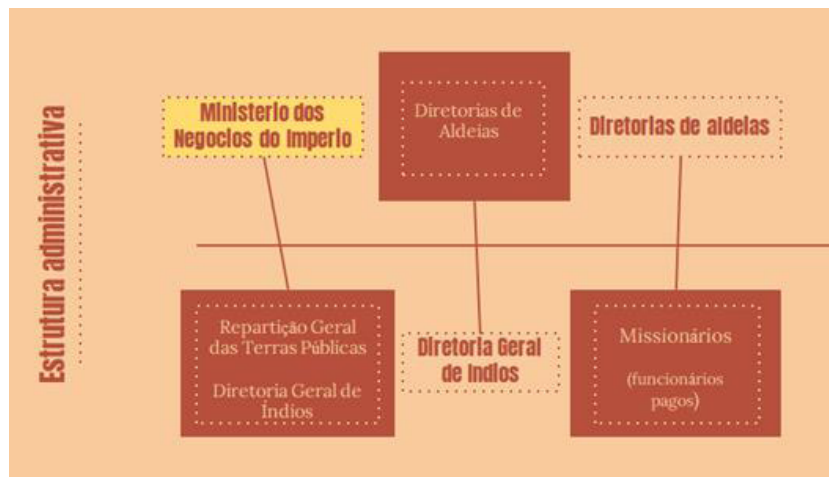 Estrutura administrativa
Ministerio dos
Negocios do Imperio
Repartição Geral
das Terras Públicas
Diretoria Geral de
Índios
Diretorias de
Aldeias
Diretoria Geral
de Indios
Diretorias de aldeias
Missionários
(funcionários
pagos)